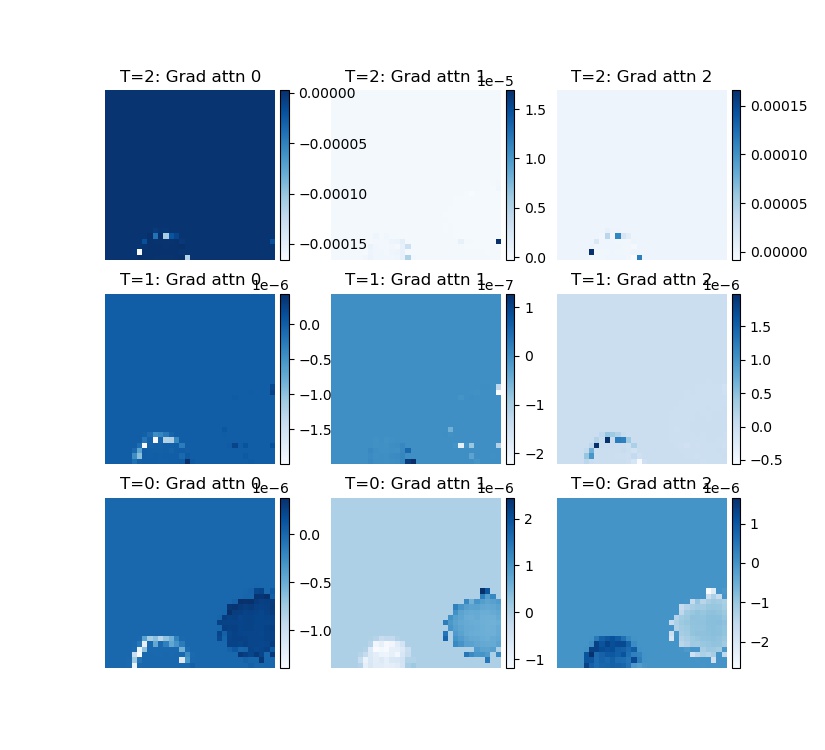 T=2: Grad attn 0
T=2: Grad attn 1
1e−5
T=2: Grad attn 2
0.00000
−0.00005
−0.00010
−0.00015
1.5
1.0
0.5
0.0
0.00015
0.00010
0.00005
0.00000
T=1: Grad attn 0
1e−6
T=1: Grad attn 1
1e−7
T=1: Grad attn 2
1e−6
0.0
−0.5
−1.0
−1.5
1
0
−1
−2
1.5
1.0
0.5
0.0
−0.5
T=0: Grad attn 0
1e−6
T=0: Grad attn 1
1e−6
T=0: Grad attn 2
1e−6
0.0
−0.5
−1.0
2
1
0
−1
1
0
−1
−2